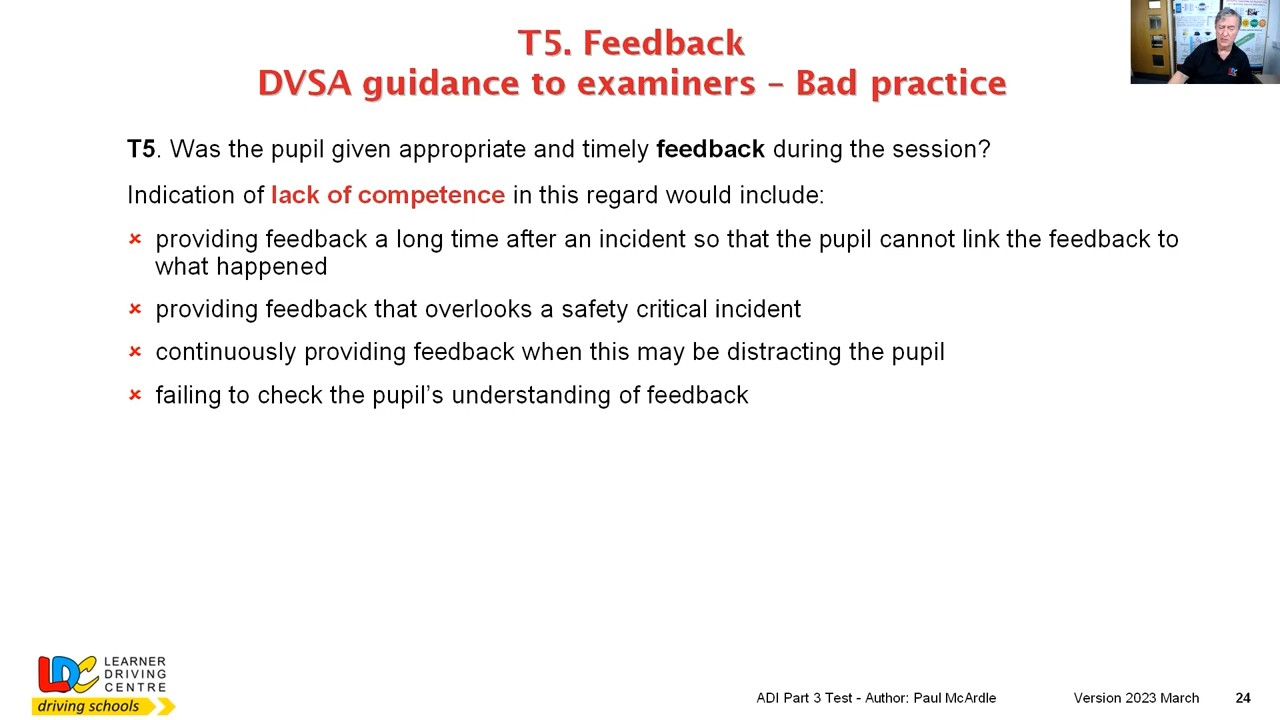 T5. Feedback
DVSA guidance to examiners – Bad practice
T5. Was the pupil given appropriate and timely feedback during the session?
Indication of lack of competence in this regard would include:
× providing feedback a long time after an incident so that the pupil cannot link the feedback to
what happened
× providing feedback that overlooks a safety critical incident
× continuously providing feedback when this may be distracting the pupil
× failing to check the pupil’s understanding of feedback
LDC
LEARNER
DRIVING
CENTRE
driving schools
ADI Part 3 Test - Author: Paul McArdle
Version 2023 March
24